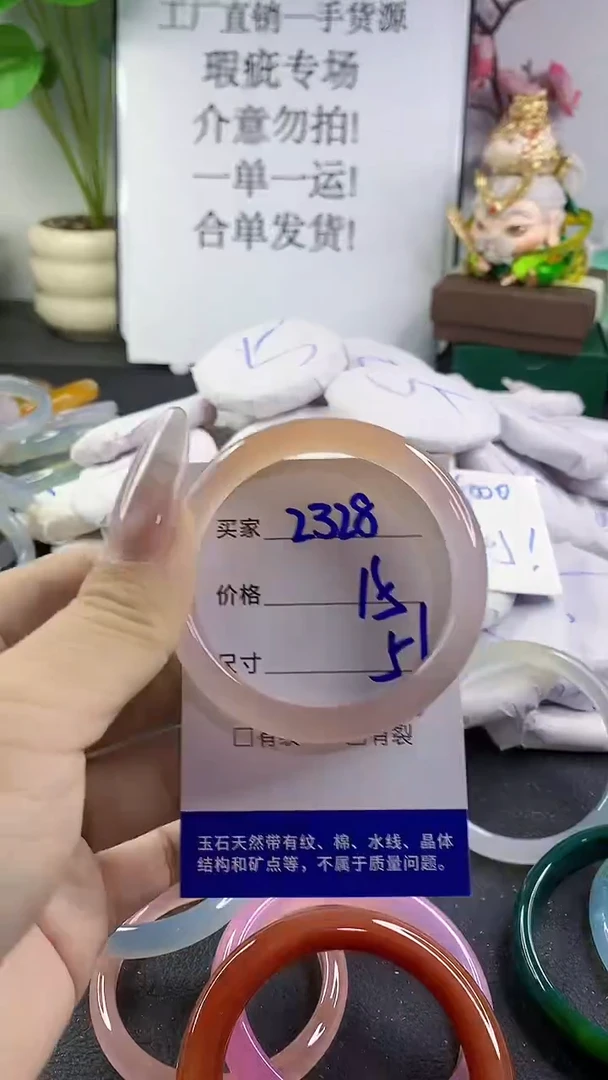 工厂直销一手货源
瑕疵专场
介意勿拍!
一单一运!
合单发货!
买家 2328
价格
尺寸 51
□有纹 □有裂
玉石天然带有纹、棉、水线、晶体
结构和矿点等，不属于质量问题。